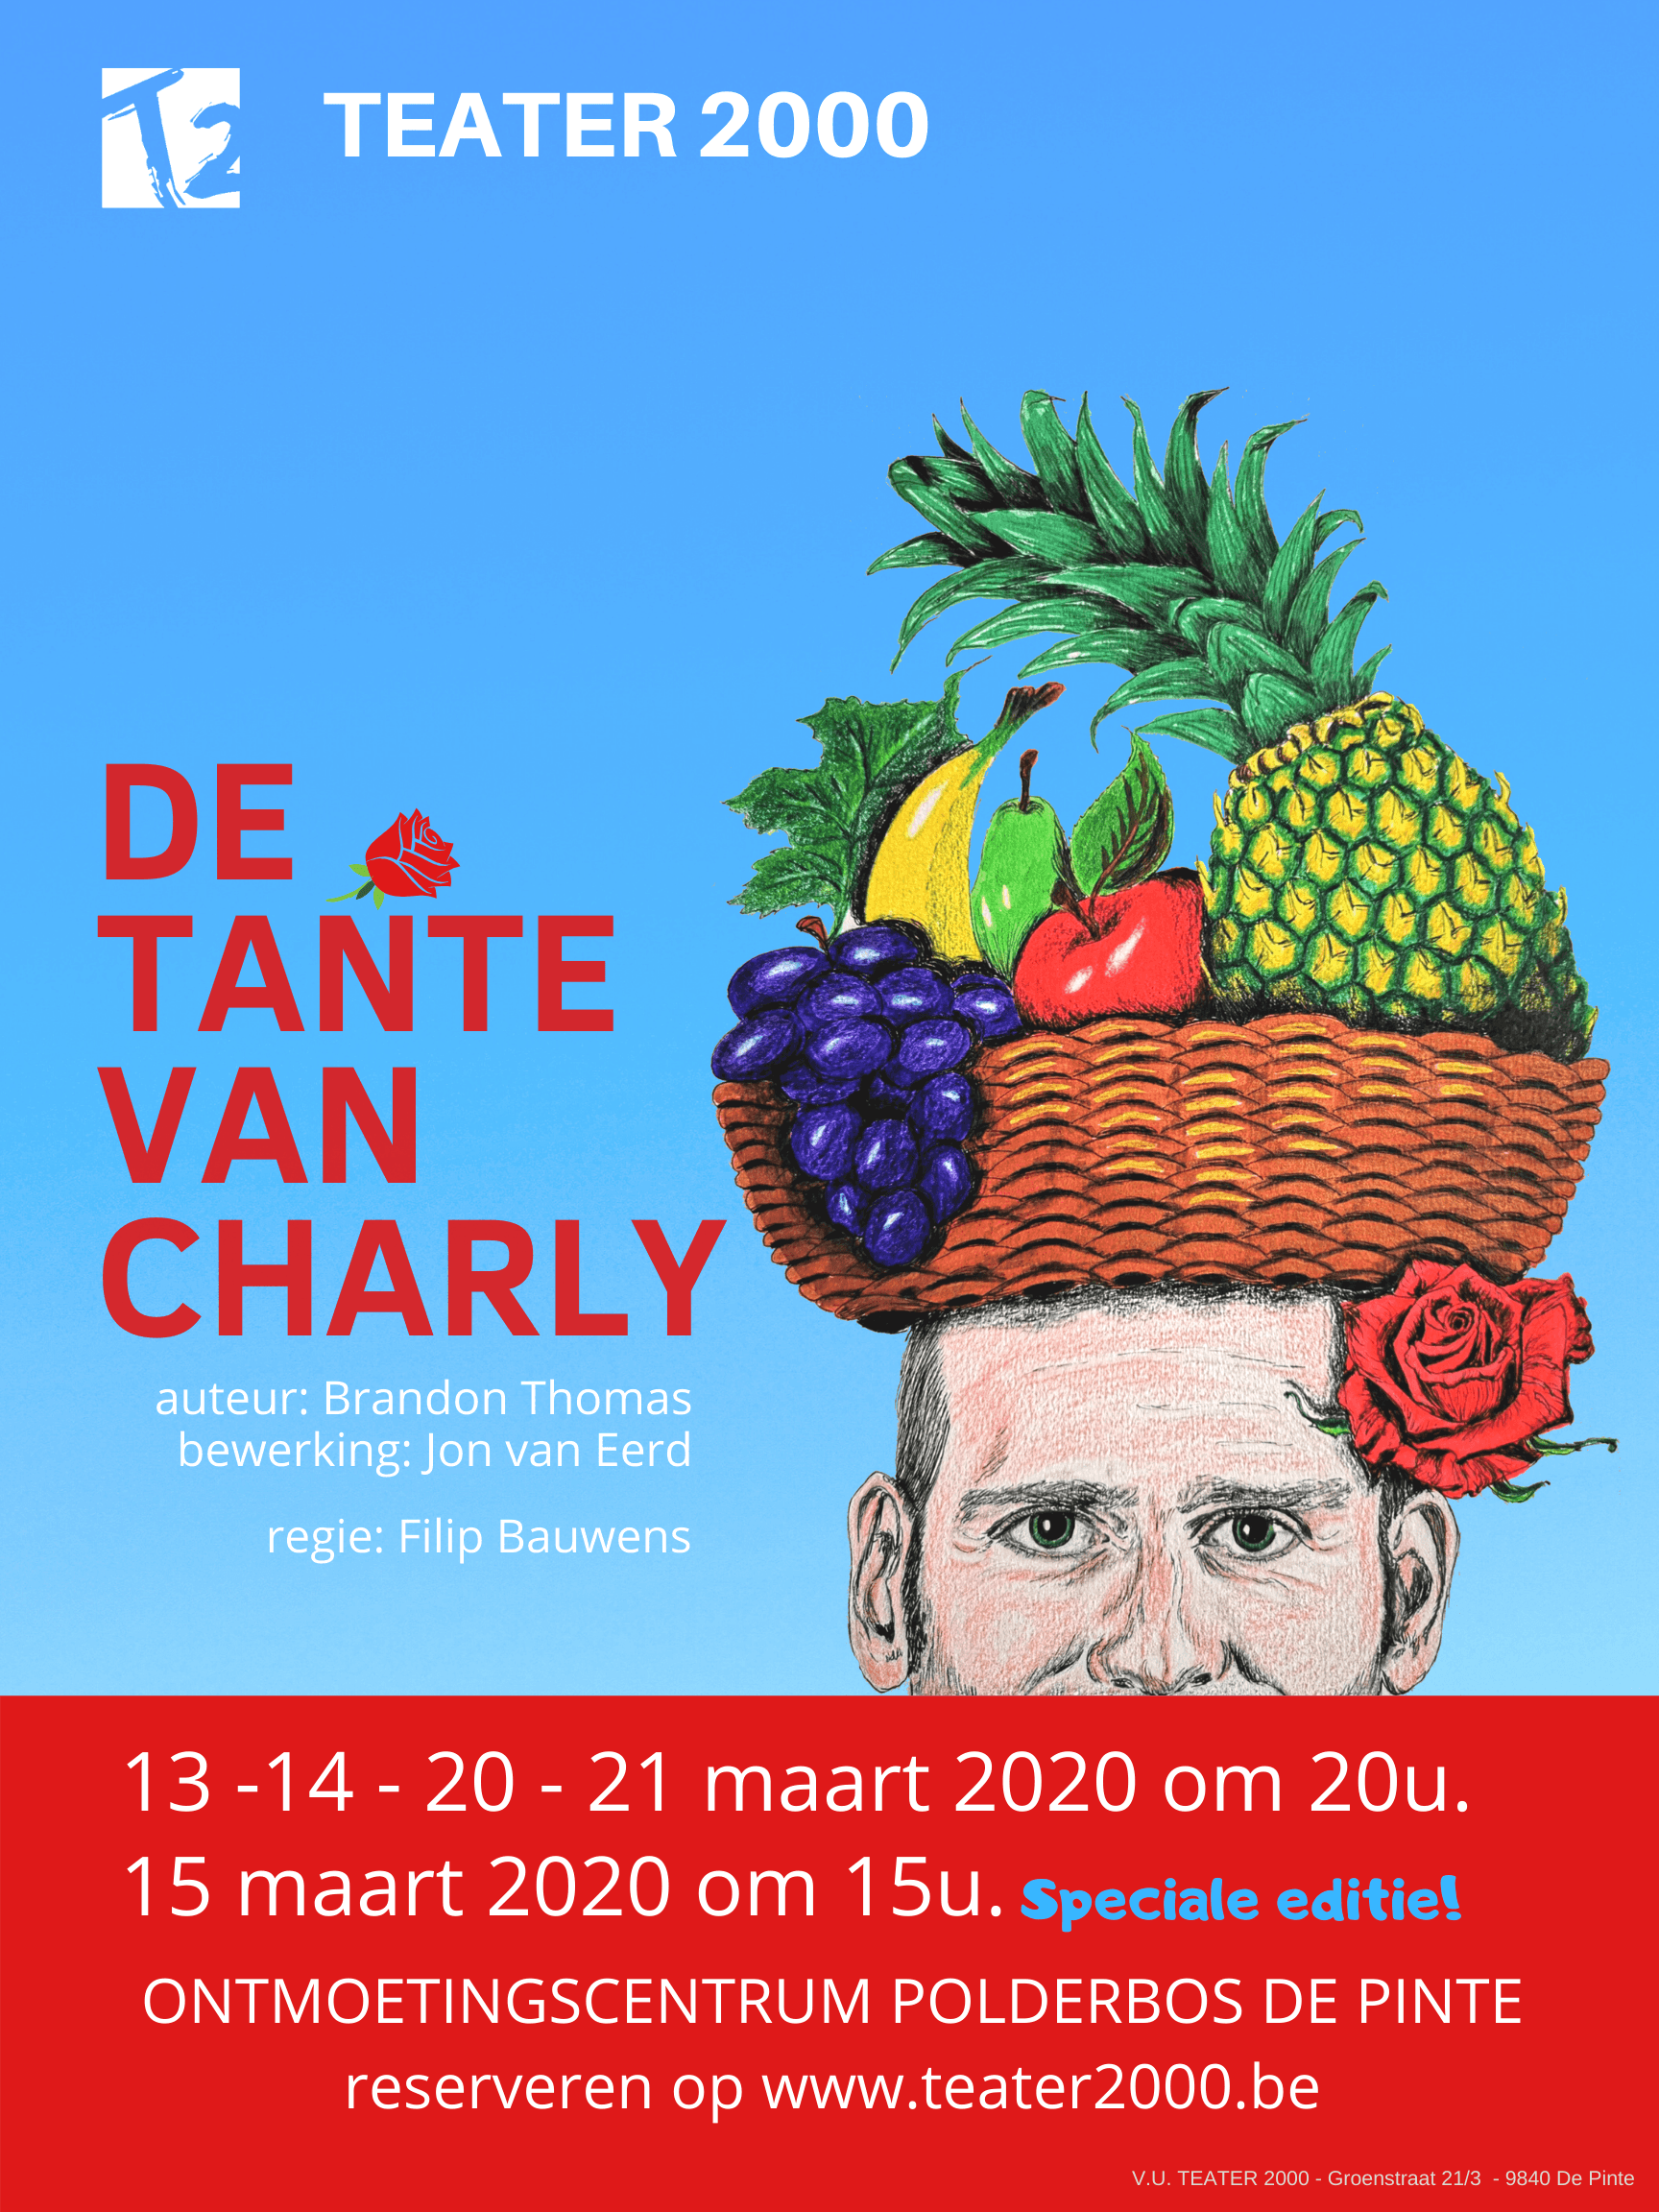 T2
TEATER 2000
DE
TANTE
VAN
CHARLY
auteur: Brandon Thomas
bewerking: Jon van Eerd
regie: Filip Bauwens
13 -14 - 20 - 21 maart 2020 om 20u.
15 maart 2020 om 15u. Speciale editie!
ONTMOETINGSCENTRUM POLDERBOS DE PINTE
reserveren op www.teater2000.be
V.U. TEATER 2000 - Groenstraat 21/3 - 9840 De Pinte